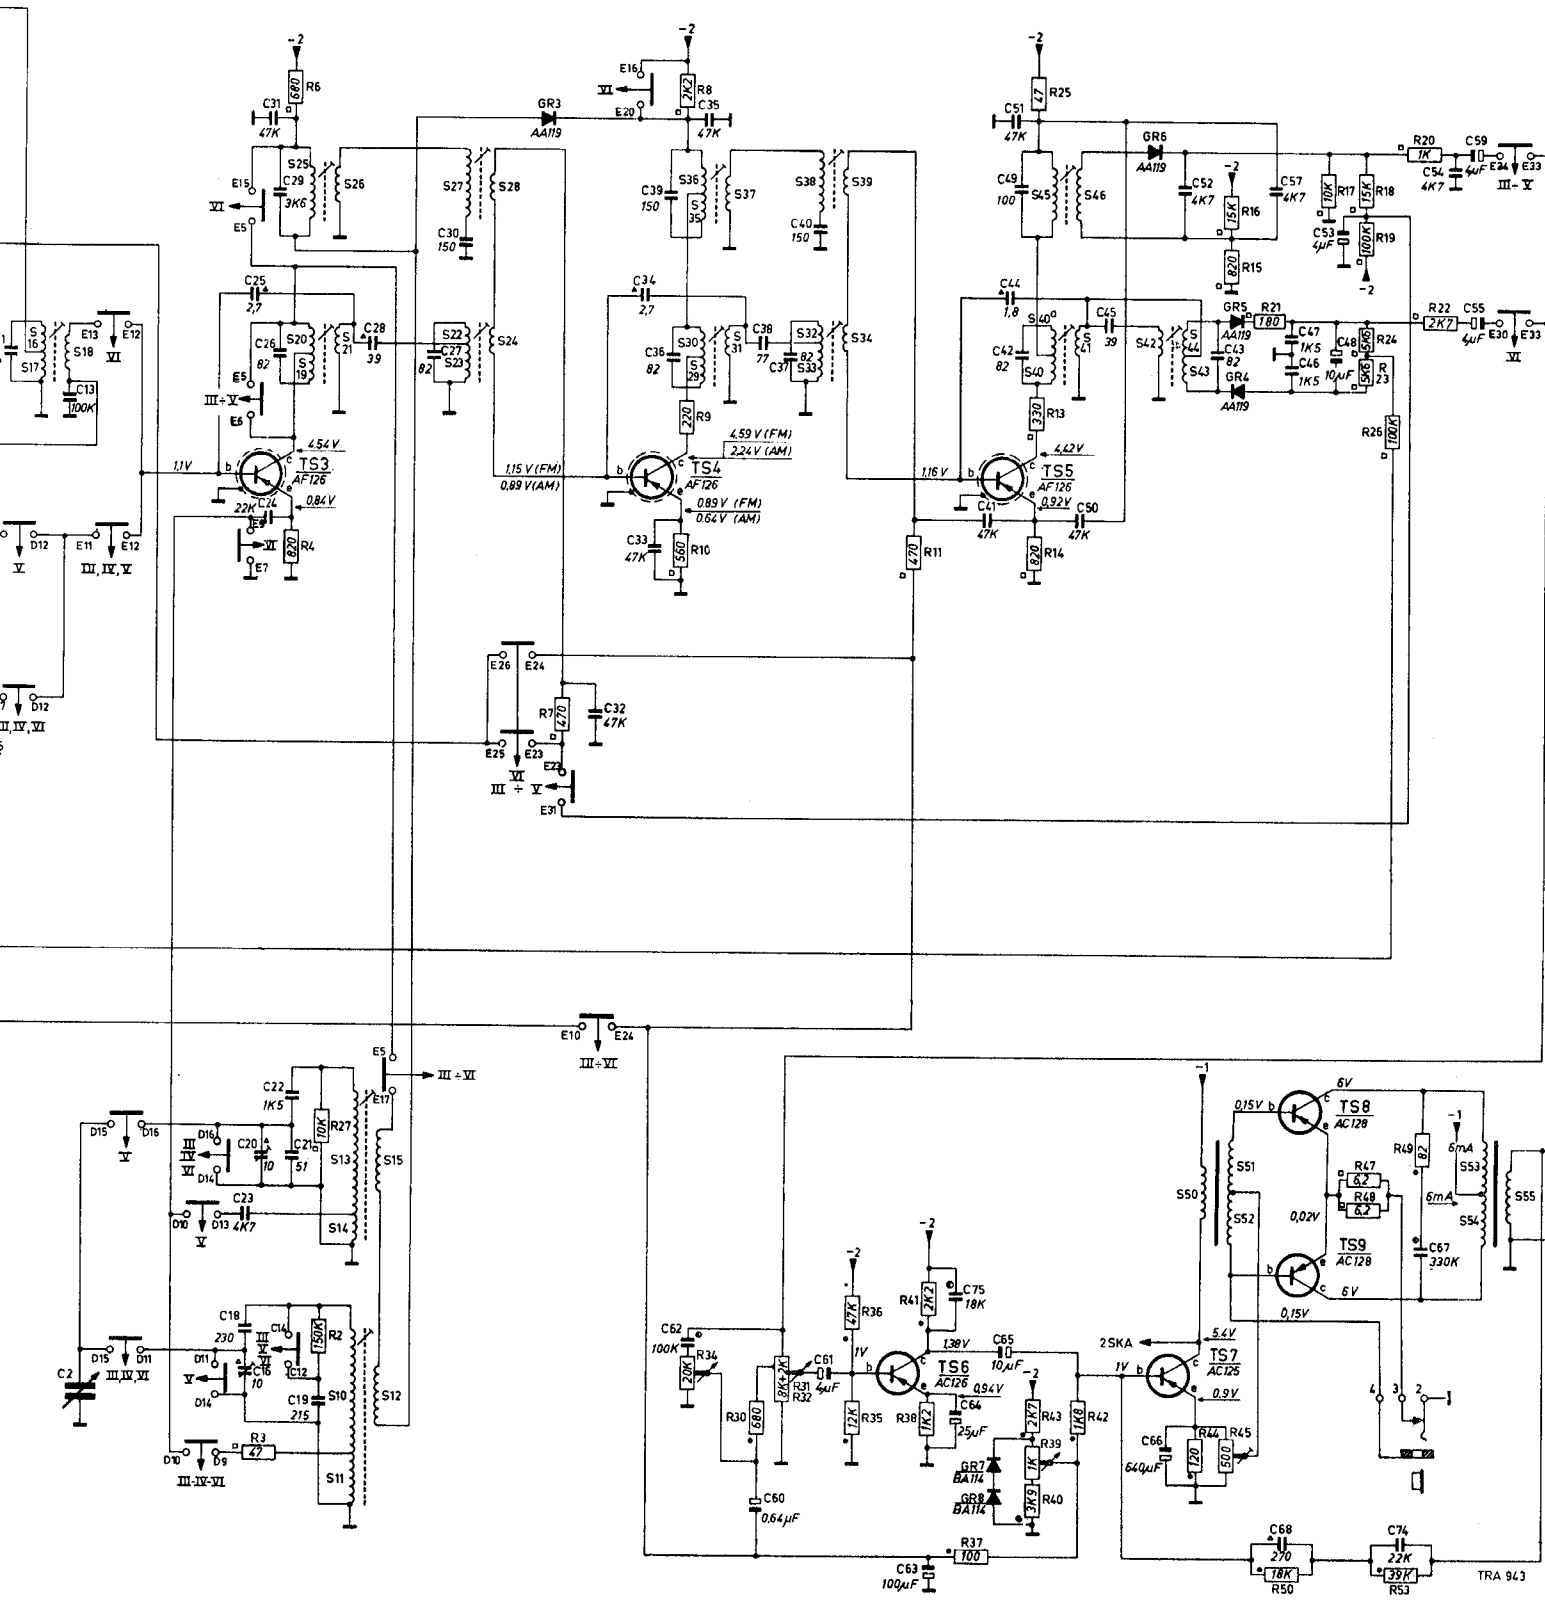 -2
680
R6
C31
47K
E15
VI
E5
S25
C29
3K6
S26
S27
C30
150
S28
GR3
AA119
E16
VI
E20
-2
2K2
R8
C35
47K
C39
150
S36
S
35
S37
S38
C40
150
S39
-2
47
R25
C51
47K
C49
100
S45
S46
GR6
AA119
C52
4K7
-2
15K
R16
820
R15
C57
4K7
10K
R17
15K
R18
C53
4µF
100K
R19
-2
R20
1K
C54
4K7
C59
4µF
E34
E33
III÷V
S
16
S17
S18
E13
E12
VI
C13
100K
C25
2,7
C26
82
S20
S
19
S
21
C28
39
S22
C27
82
S23
S24
E5
III÷V
E6
C34
2,7
C36
82
S30
S
29
S
31
C38
77
S32
82
C37
S33
S34
R9
220
C44
1,8
C42
82
S40a
S40
S
41
C45
39
S42
S
44
S43
GR5
AA119
C43
82
GR4
AA119
R21
180
C47
1K5
C46
1K5
C48
10µF
5K6
R24
5K6
R
23
R22
2K7
C55
4µF
E30
E33
VI
R26
100K
330
R13
1,1V
b
c
e
4.54V
TS3
AF126
0,84V
22K
C24
E9
VI
E7
820
R4
1,15 V (FM)
0,89 V(AM)
b
c
e
4,59 V (FM)
2,24V (AM)
TS4
AF126
0.89 V (FM)
0.64 V (AM)
C33
47K
560
R10
1,16V
b
c
e
4,42V
TS5
AF126
0,92V
C41
47K
C50
47K
820
R14
470
R11
D12
V
E11
E12
III, IV, V
D12
E26
E24
R7
470
C32
47K
E25
E23
VI
III ÷ V
E23
E31
E10
E24
III÷VI
E5
E17
III÷VI
C22
1K5
10K
R27
D15
D16
V
D16
III
IV
VI
D14
C20
10
C21
51
S13
S15
D10
D13
V
C23
4K7
S14
C2
D15
D11
III,IV,VI
C18
230
D11
V
D14
C16
10
C14
C12
150K
R2
C19
215
S10
S12
D10
D9
III-IV-VI
R3
47
S11
C62
100K
20K
R34
R30
680
8K+2K
R31
R32
C61
4µF
C60
0,64µF
-2
47K
R36
12K
R35
1V
b
c
e
-2
R41
2K2
C75
18K
1,38V
TS6
AC126
0,94V
R38
1K2
C64
25µF
C65
10µF
-2
2K7
R43
R39
1K
3K9
R40
GR7
BA114
GR8
BA114
1K8
R42
R37
100
C63
100µF
-1
S50
S51
S52
2SKA
5.4V
1V
b
c
e
TS7
AC125
0.9V
C66
640µF
R44
120
R45
500
0,15V
b
c
e
6V
TS8
AC128
R47
6,2
R48
6,2
0,02V
TS9
AC128
b
e
c
6V
0,15V
R49
82
C67
330K
-1
6mA
6mA
S53
S54
S55
4
3
2
1
C68
270
18K
R50
C74
22K
39K
R53
TRA 943